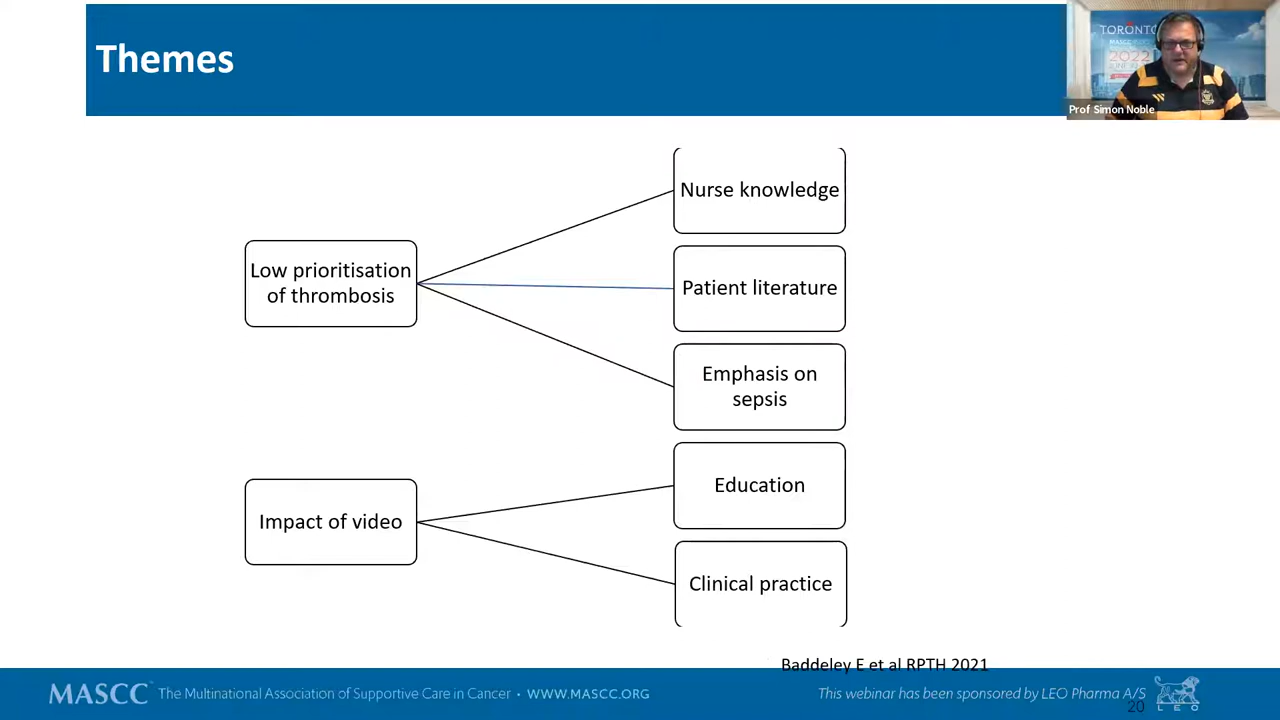 Themes
TORONTO
2022
Prof Simon Noble
Nurse knowledge
Low prioritisation
of thrombosis
Patient literature
Emphasis on
sepsis
Impact of video
Education
Clinical practice
Baddeley E et al RPTH 2021
MASCC The Multinational Association of Supportive Care in Cancer • WWW.MASCC.ORG
This webinar has been sponsored by LEO Pharma A/S
20
LEO